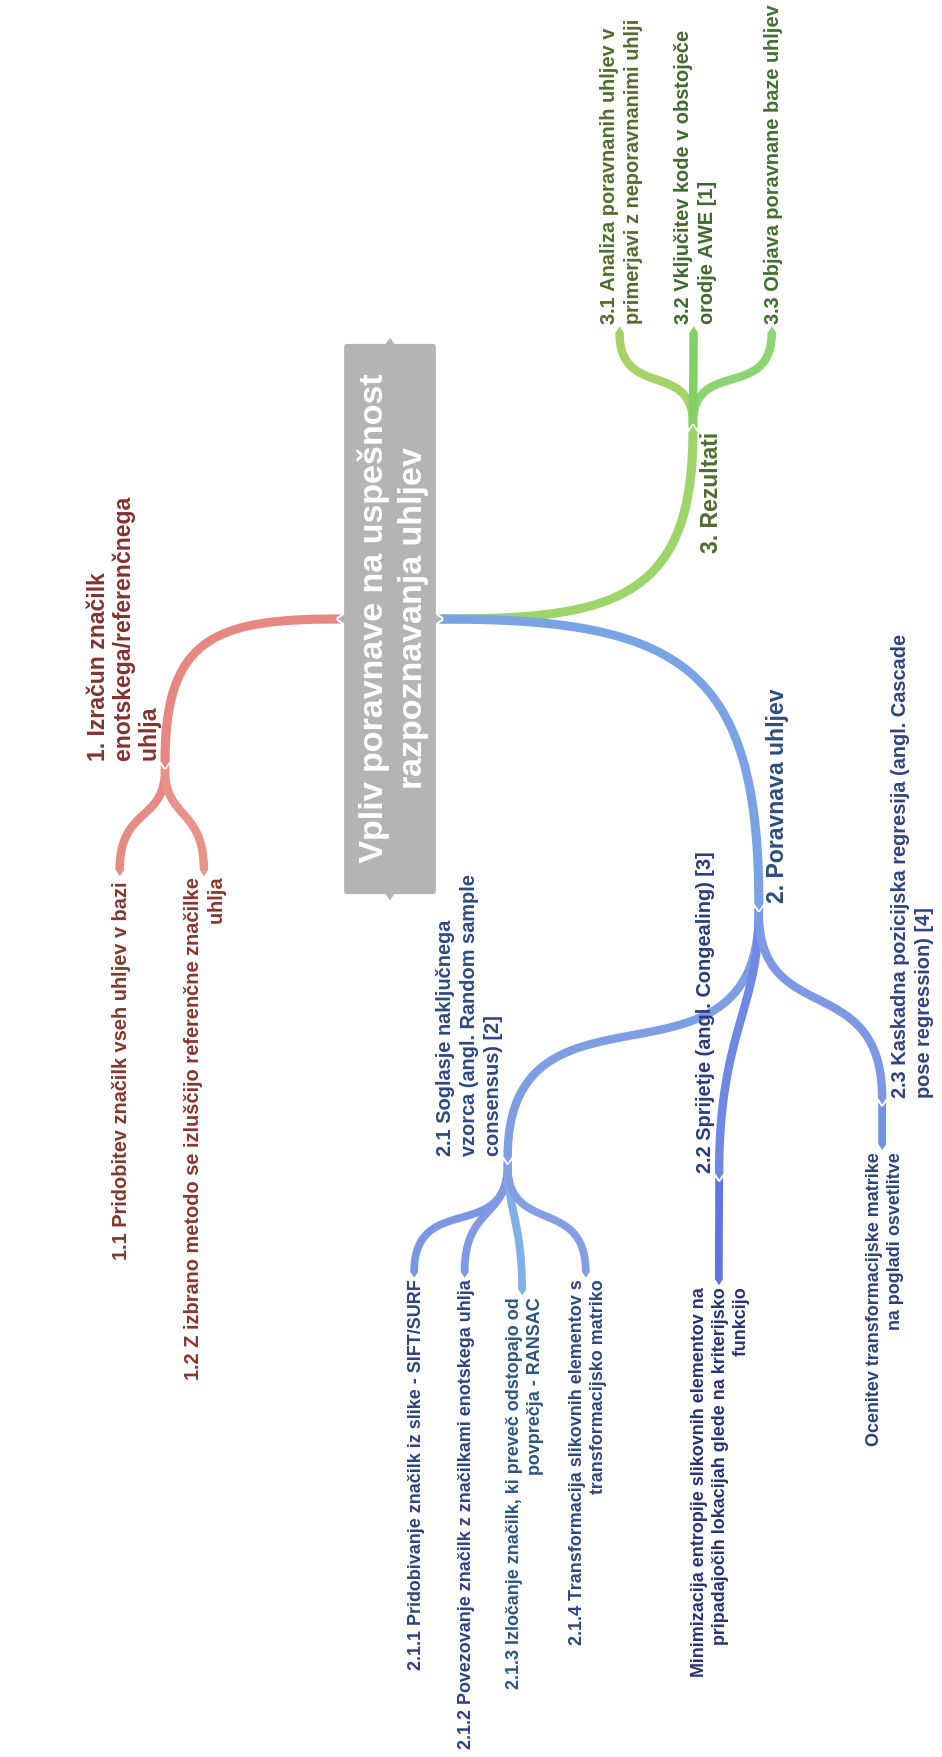 Vpliv poravnave na uspešnost
razpoznavanja uhljev
1. Izračun značilk
enotskega/referenčnega
uhlja
1.1 Pridobitev značilk vseh uhljev v bazi
1.2 Z izbrano metodo se izluščijo referenčne značilke
uhlja
2. Poravnava uhljev
2.1 Soglasje naključnega
vzorca (angl. Random sample
consensus) [2]
2.1.1 Pridobivanje značilk iz slike - SIFT/SURF
2.1.2 Povezovanje značilk z značilkami enotskega uhlja
2.1.3 Izločanje značilk, ki preveč odstopajo od
povprečja - RANSAC
2.1.4 Transformacija slikovnih elementov s
transformacijsko matriko
2.2 Sprijetje (angl. Congealing) [3]
Minimizacija entropije slikovnih elementov na
pripadajočih lokacijah glede na kriterijsko
funkcijo
2.3 Kaskadna pozicijska regresija (angl. Cascade
pose regression) [4]
Ocenitev transformacijske matrike
na pogladi osvetlitve
3. Rezultati
3.1 Analiza poravnanih uhljev v
primerjavi z neporavnanimi uhlji
3.2 Vključitev kode v obstoječe
orodje AWE [1]
3.3 Objava poravnane baze uhljev